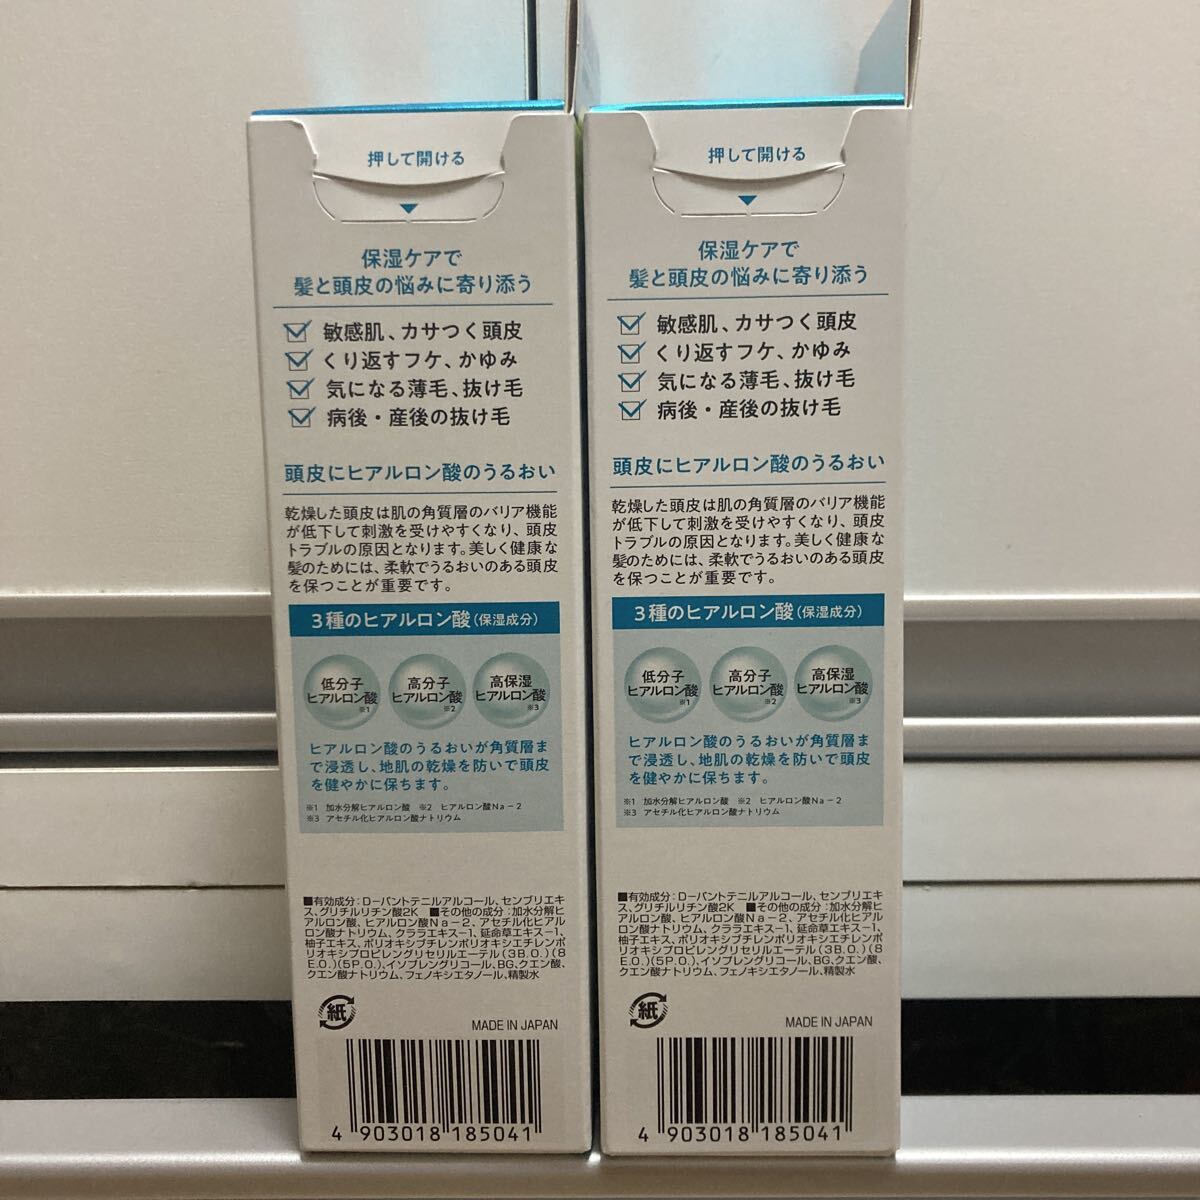 押して開ける
保湿ケアで
髪と頭皮の悩みに寄り添う
敏感肌、カサつく頭皮
くり返すフケ、かゆみ
気になる薄毛、抜け毛
病後・産後の抜け毛
頭皮にヒアルロン酸のうるおい
乾燥した頭皮は肌の角質層のバリア機能
が低下して刺激を受けやすくなり、頭皮
トラブルの原因となります。美しく健康な
髪のためには、柔軟でうるおいのある頭皮
を保つことが重要です。
3種のヒアルロン酸(保湿成分)
低分子
ヒアルロン酸
※1
高分子
ヒアルロン酸
※2
高保湿
ヒアルロン酸
※3
ヒアルロン酸のうるおいが角質層ま
で浸透し、地肌の乾燥を防いで頭皮
を健やかに保ちます。
※1 加水分解ヒアルロン酸 ※2 ヒアルロン酸Na-2
※3 アセチル化ヒアルロン酸ナトリウム
■有効成分:D-パントテニルアルコール、センブリエキ
ス、グリチルリチン酸2K ■その他の成分:加水分解ヒ
アルロン酸、ヒアルロン酸Na-2、アセチル化ヒアルロ
ン酸ナトリウム、クララエキス-1、延命草エキス-1、
柚子エキス、ポリオキシブチレンポリオキシエチレンポ
リオキシプロピレングリセリルエーテル(3B.O.)(8
E.O.)(5P.O.)、イソプレングリコール、BG、クエン酸、
クエン酸ナトリウム、フェノキシエタノール、精製水
紙
MADE IN JAPAN
4 903018 185041
押して開ける
保湿ケアで
髪と頭皮の悩みに寄り添う
敏感肌、カサつく頭皮
くり返すフケ、かゆみ
気になる薄毛、抜け毛
病後・産後の抜け毛
頭皮にヒアルロン酸のうるおい
乾燥した頭皮は肌の角質層のバリア機能
が低下して刺激を受けやすくなり、頭皮
トラブルの原因となります。美しく健康な
髪のためには、柔軟でうるおいのある頭皮
を保つことが重要です。
3種のヒアルロン酸(保湿成分)
低分子
ヒアルロン酸
※1
高分子
ヒアルロン酸
※2
高保湿
ヒアルロン酸
※3
ヒアルロン酸のうるおいが角質層ま
で浸透し、地肌の乾燥を防いで頭皮
を健やかに保ちます。
※1 加水分解ヒアルロン酸 ※2 ヒアルロン酸Na-2
※3 アセチル化ヒアルロン酸ナトリウム
■有効成分:D-パントテニルアルコール、センブリエキ
ス、グリチルリチン酸2K ■その他の成分:加水分解ヒ
アルロン酸、ヒアルロン酸Na-2、アセチル化ヒアルロ
ン酸ナトリウム、クララエキス-1、延命草エキス-1、
柚子エキス、ポリオキシブチレンポリオキシエチレンポ
リオキシプロピレングリセリルエーテル(3B.O.)(8
E.O.)(5P.O.)、イソプレングリコール、BG、クエン酸、
クエン酸ナトリウム、フェノキシエタノール、精製水
紙
MADE IN JAPAN
4 903018 185041